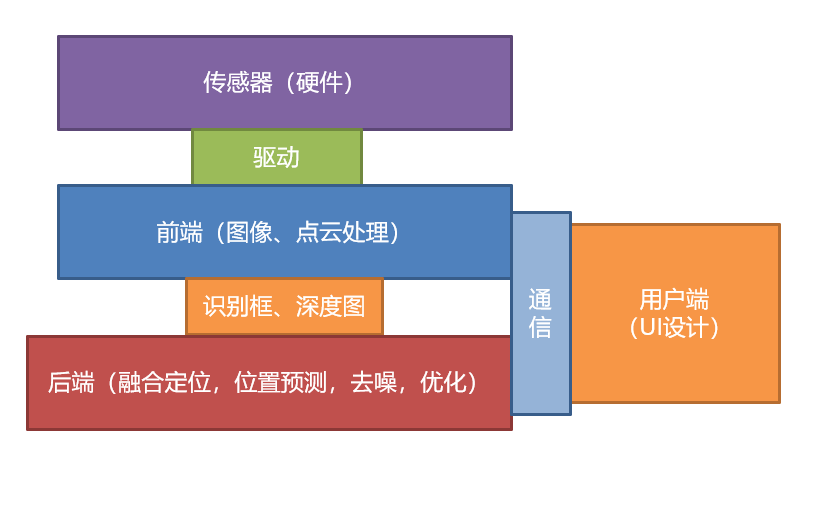 传感器（硬件）
驱动
前端（图像、点云处理）
识别框、深度图
后端（融合定位，位置预测，去噪，优化）
通
信
用户端
（UI设计）